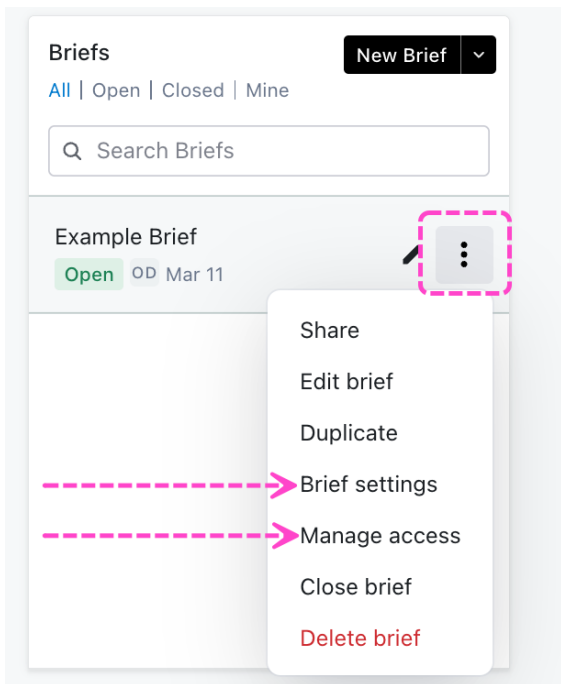 Briefs
New Brief
All | Open | Closed | Mine
Search Briefs
Example Brief
Open OD Mar 11
Share
Edit brief
Duplicate
Brief settings
Manage access
Close brief
Delete brief